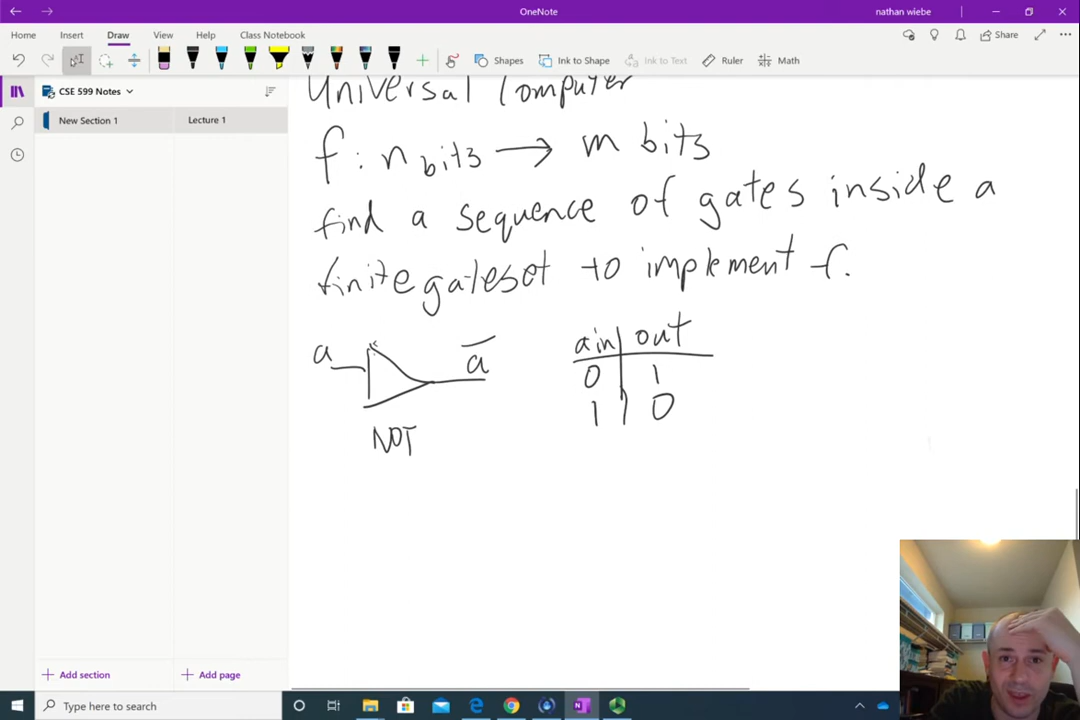 OneNote
nathan wiebe
Home Insert Draw View Help Class Notebook
Share
Shapes Ink to Shape Ink to Text Ruler Math
CSE 599 Notes
New Section 1
Lecture 1
Universal Computer
f : n bits → m bits
find a sequence of gates inside a
finite gateset to implement f.
a
a̅
NOT
a in | out
0 | 1
1 | 0
+ Add section
+ Add page
Type here to search